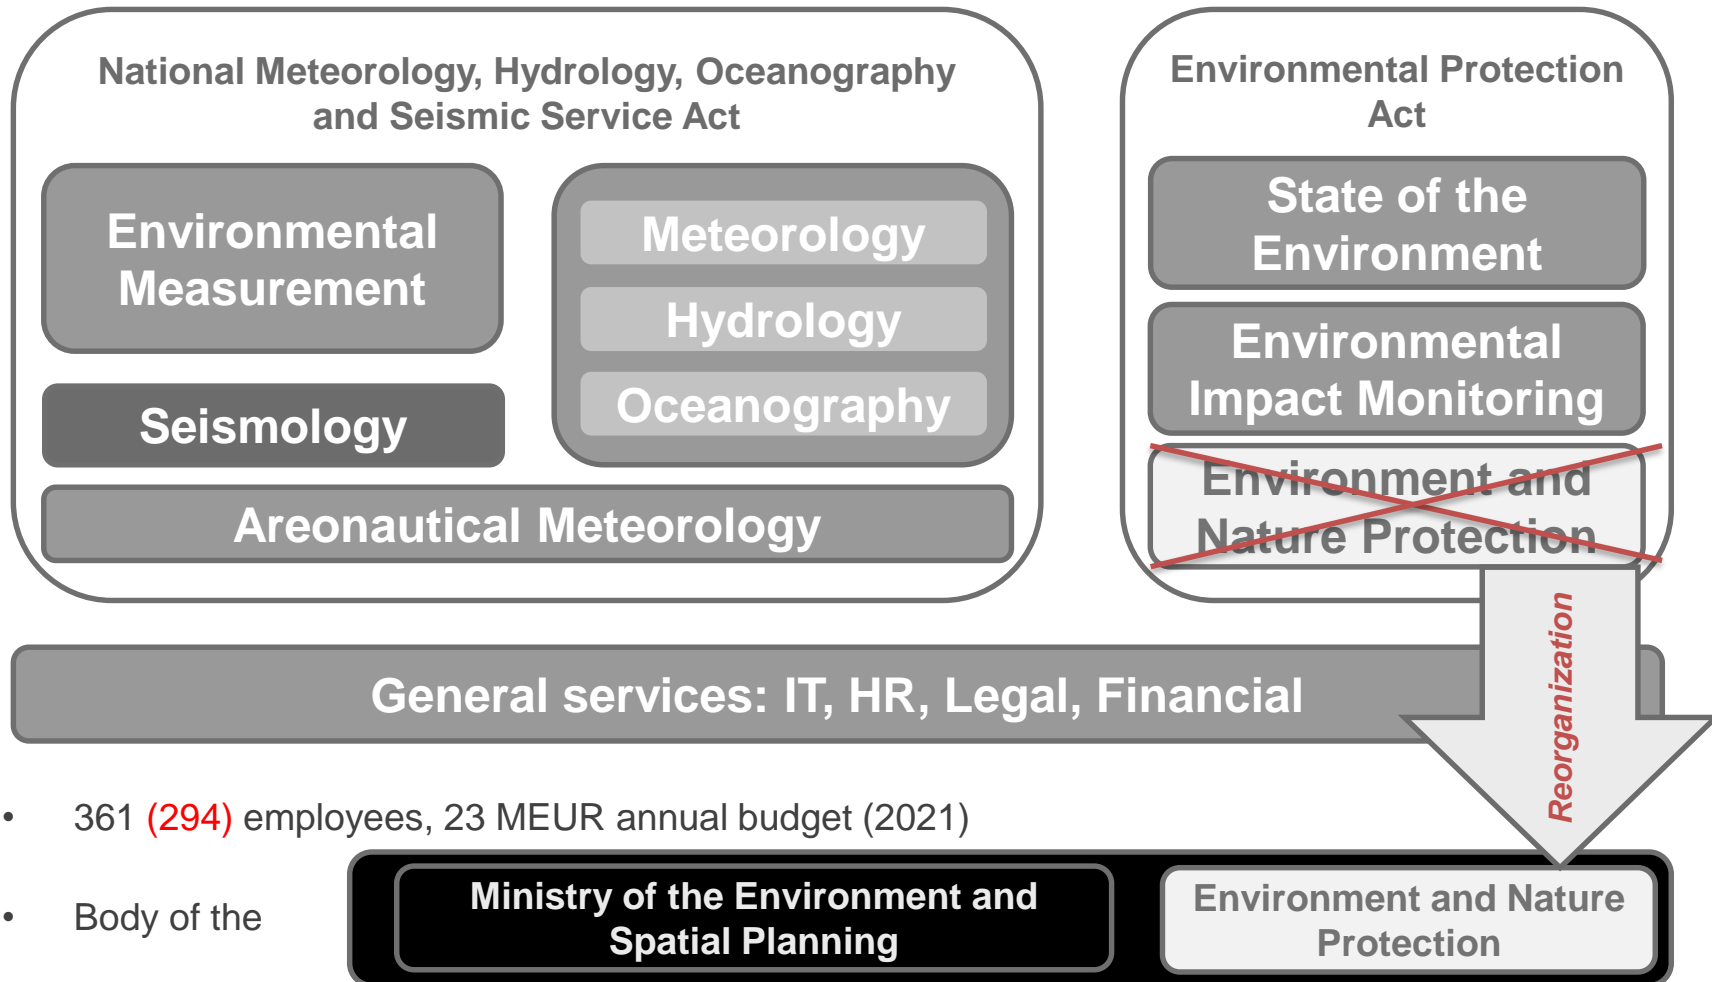 National Meteorology, Hydrology, Oceanography
and Seismic Service Act
Environmental
Measurement
Seismology
Meteorology
Hydrology
Oceanography
Areonautical Meteorology
Environmental Protection
Act
State of the
Environment
Environmental
Impact Monitoring
Environment and
Nature Protection
Reorganization
General services: IT, HR, Legal, Financial
• 361 (294) employees, 23 MEUR annual budget (2021)
• Body of the
Ministry of the Environment and
Spatial Planning
Environment and Nature
Protection